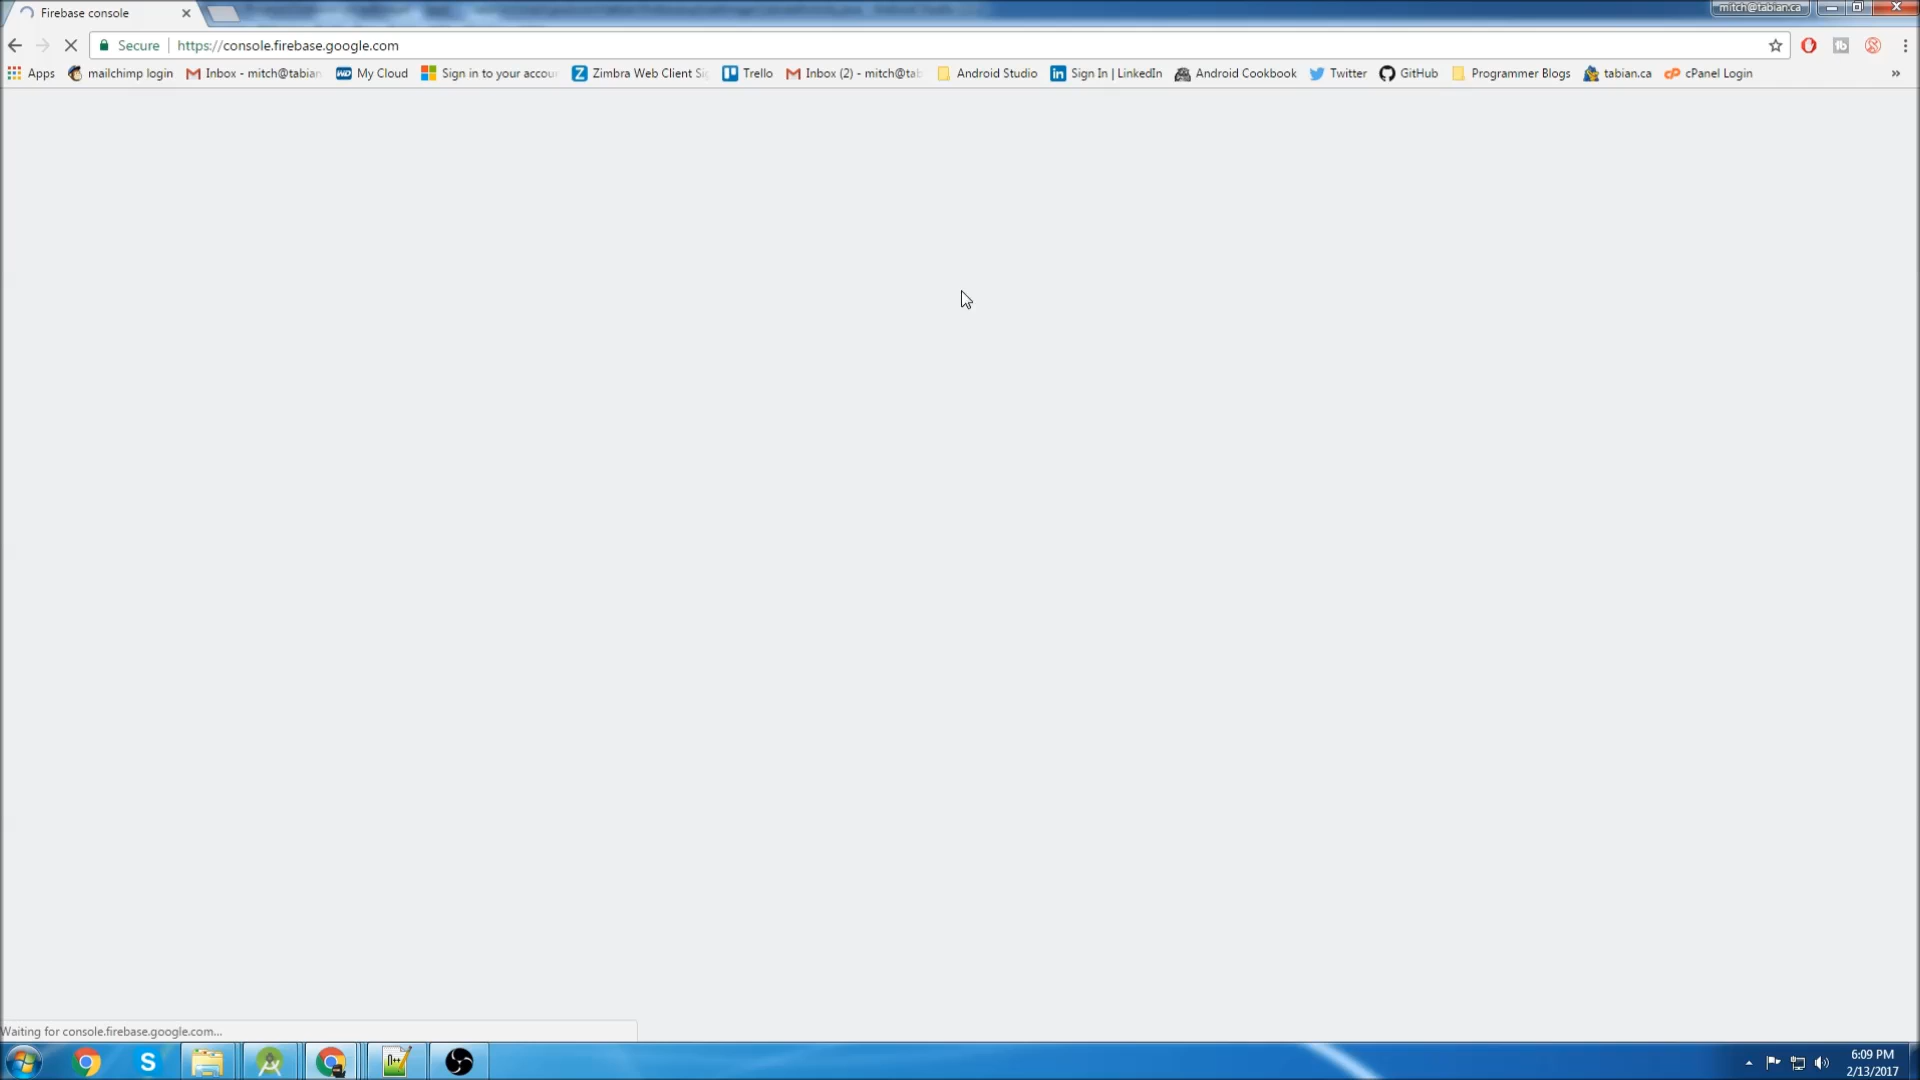 Firebase console
mitch@tabian.ca
Secure https://console.firebase.google.com
Apps mailchimp login Inbox - mitch@tabian My Cloud Sign in to your accou Zimbra Web Client Si Trello Inbox (2) - mitch@tab Android Studio Sign In | LinkedIn Android Cookbook Twitter GitHub Programmer Blogs tabian.ca cPanel Login »
Waiting for console.firebase.google.com...
6:09 PM
2/13/2017